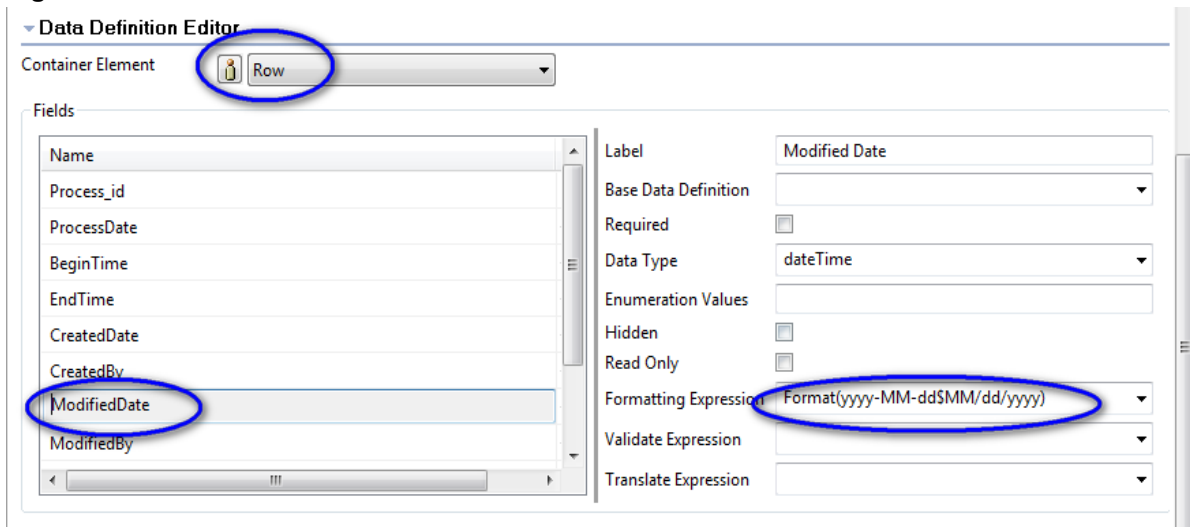 Data Definition Editor
Container Element
Row
Fields
Name
Process_id
ProcessDate
BeginTime
EndTime
CreatedDate
CreatedBy
ModifiedDate
ModifiedBy
Label Modified Date
Base Data Definition
Required
Data Type dateTime
Enumeration Values
Hidden
Read Only
Formatting Expression Format(yyyy-MM-dd$MM/dd/yyyy)
Validate Expression
Translate Expression